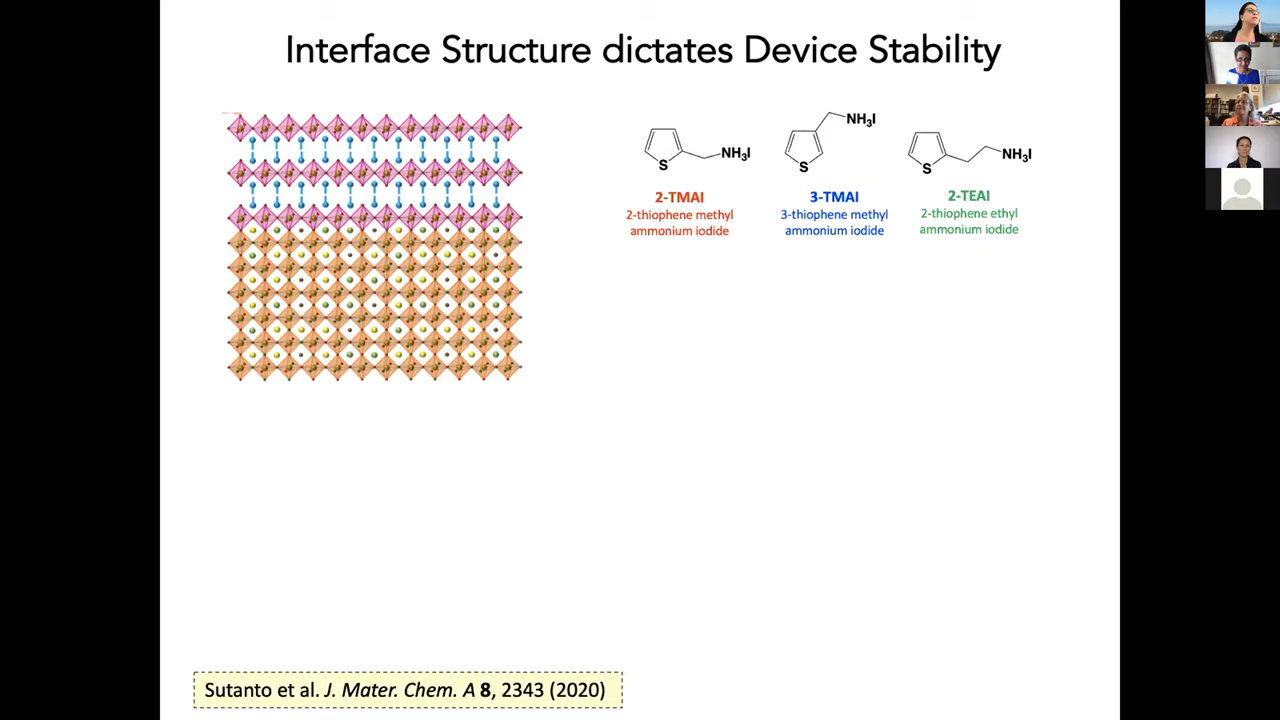 Interface Structure dictates Device Stability
S
NH3I
2-TMAI
2-thiophene methyl
ammonium iodide
S
NH3I
3-TMAI
3-thiophene methyl
ammonium iodide
S
NH3I
2-TEAI
2-thiophene ethyl
ammonium iodide
Sutanto et al. J. Mater. Chem. A 8, 2343 (2020)